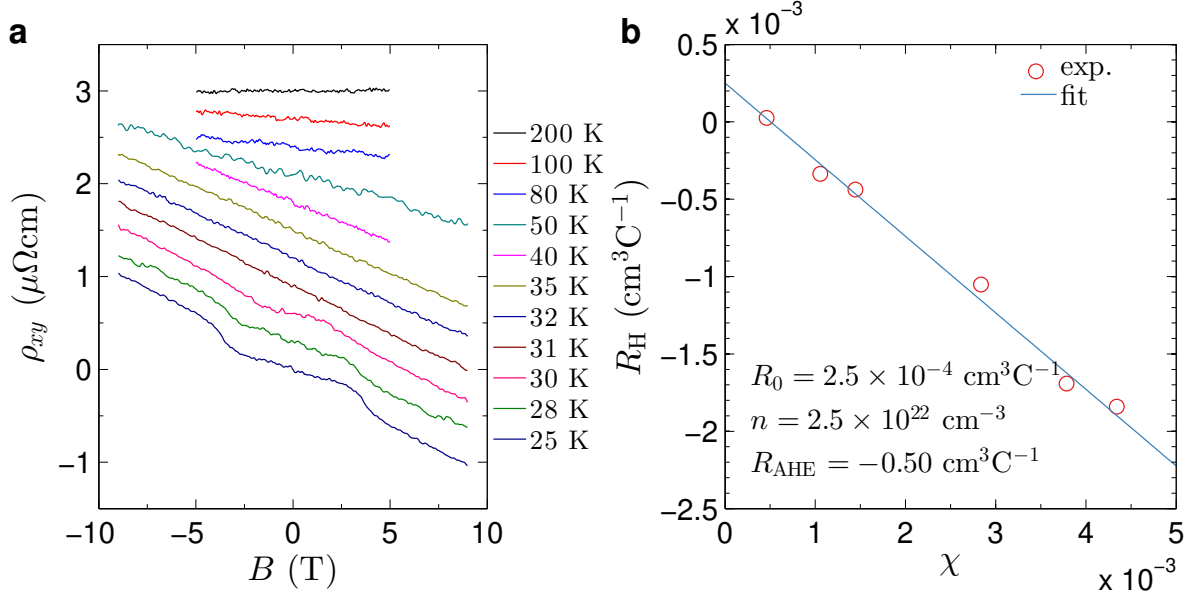 a
3
2
1
0
−1
−10
−5
0
5
10
ρxy (μΩcm)
B (T)
200 K
100 K
80 K
50 K
40 K
35 K
32 K
31 K
30 K
28 K
25 K
b
x 10⁻³
0.5
0
−0.5
−1
−1.5
−2
−2.5
0
1
2
3
4
5
x 10⁻³
RH (cm³C⁻¹)
χ
exp.
fit
R₀ = 2.5 × 10⁻⁴ cm³C⁻¹
n = 2.5 × 10²² cm⁻³
RAHE = −0.50 cm³C⁻¹